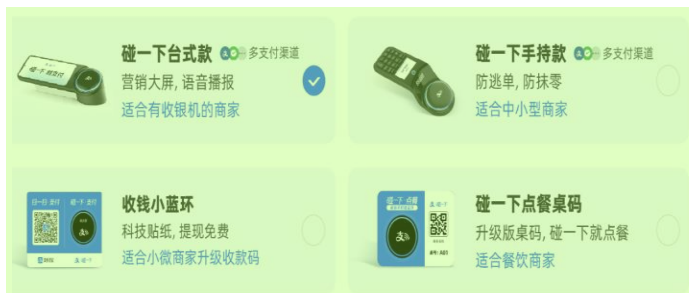 碰一下台式款 多支付渠道
营销大屏, 语音播报
适合有收银机的商家
碰一下手持款 多支付渠道
防逃单, 防抹零
适合中小型商家
收钱小蓝环
科技贴纸, 提现免费
适合小微商家升级收款码
碰一下点餐桌码
升级版桌码, 碰一下就点餐
适合餐饮商家